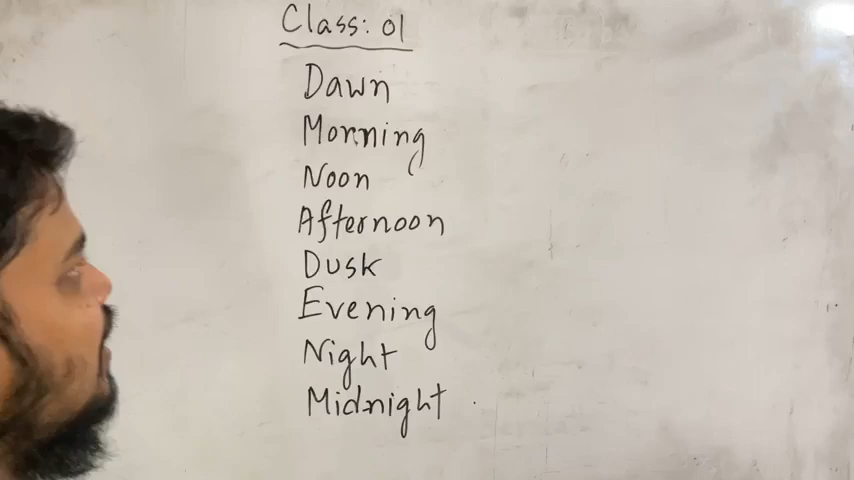 Class: 01
Dawn
Morning
Noon
Afternoon
Dusk
Evening
Night
Midnight